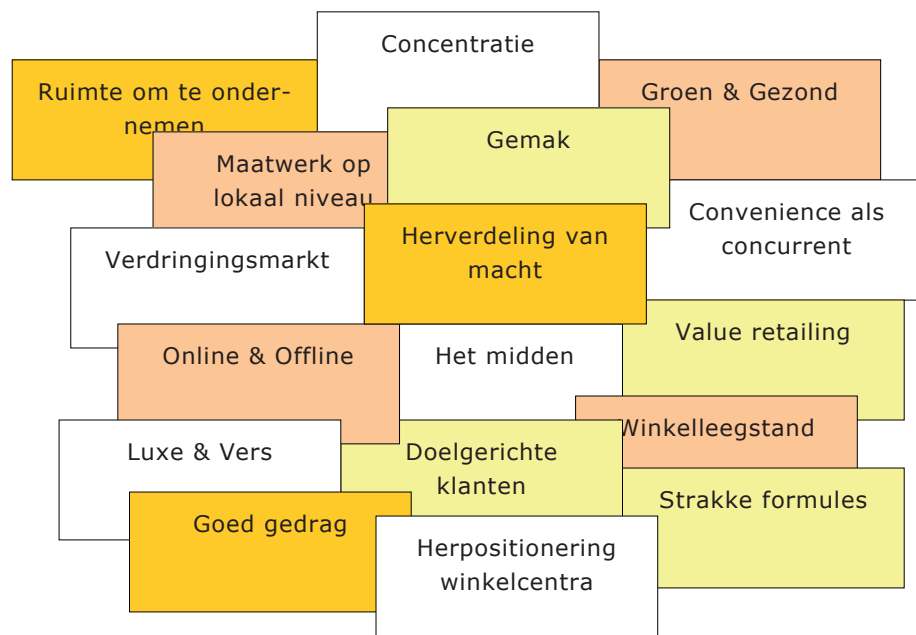 Concentratie
Ruimte om te onder-
nemen
Groen & Gezond
Gemak
Maatwerk op
lokaal niveau
Convenience als
concurrent
Herverdeling van
macht
Verdringingsmarkt
Value retailing
Online & Offline
Het midden
Winkelleegstand
Luxe & Vers
Doelgerichte
klanten
Strakke formules
Goed gedrag
Herpositionering
winkelcentra